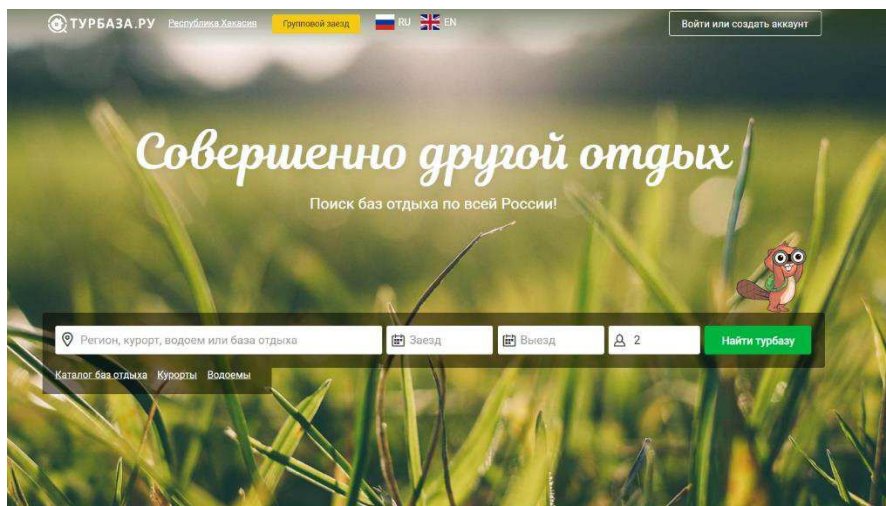 ТУРБАЗА.РУ Республика Хакасия Групповой заезд RU EN Войти или создать аккаунт
Совершенно другой отдых
Поиск баз отдыха по всей России!
Регион, курорт, водоем или база отдыха Заезд Выезд 2 Найти турбазу
Каталог баз отдыха Курорты Водоемы